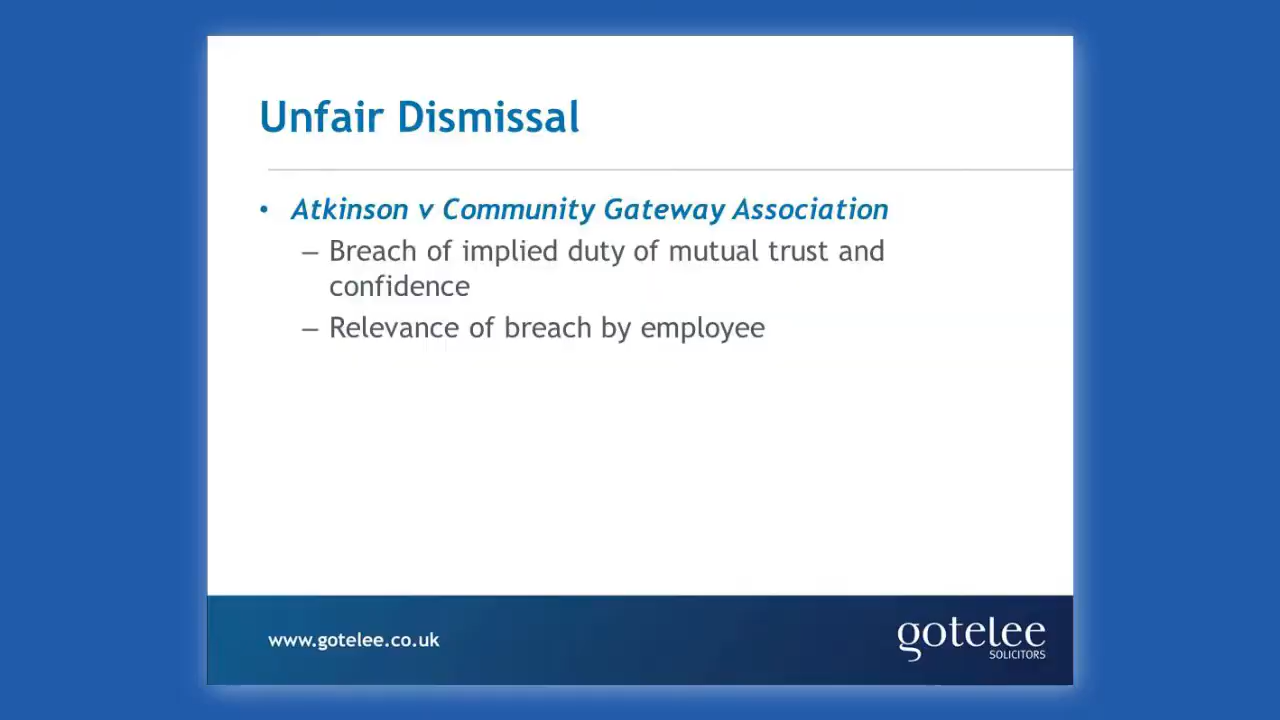 Unfair Dismissal
• Atkinson v Community Gateway Association
– Breach of implied duty of mutual trust and
confidence
– Relevance of breach by employee
www.gotelee.co.uk
gotelee
SOLICITORS